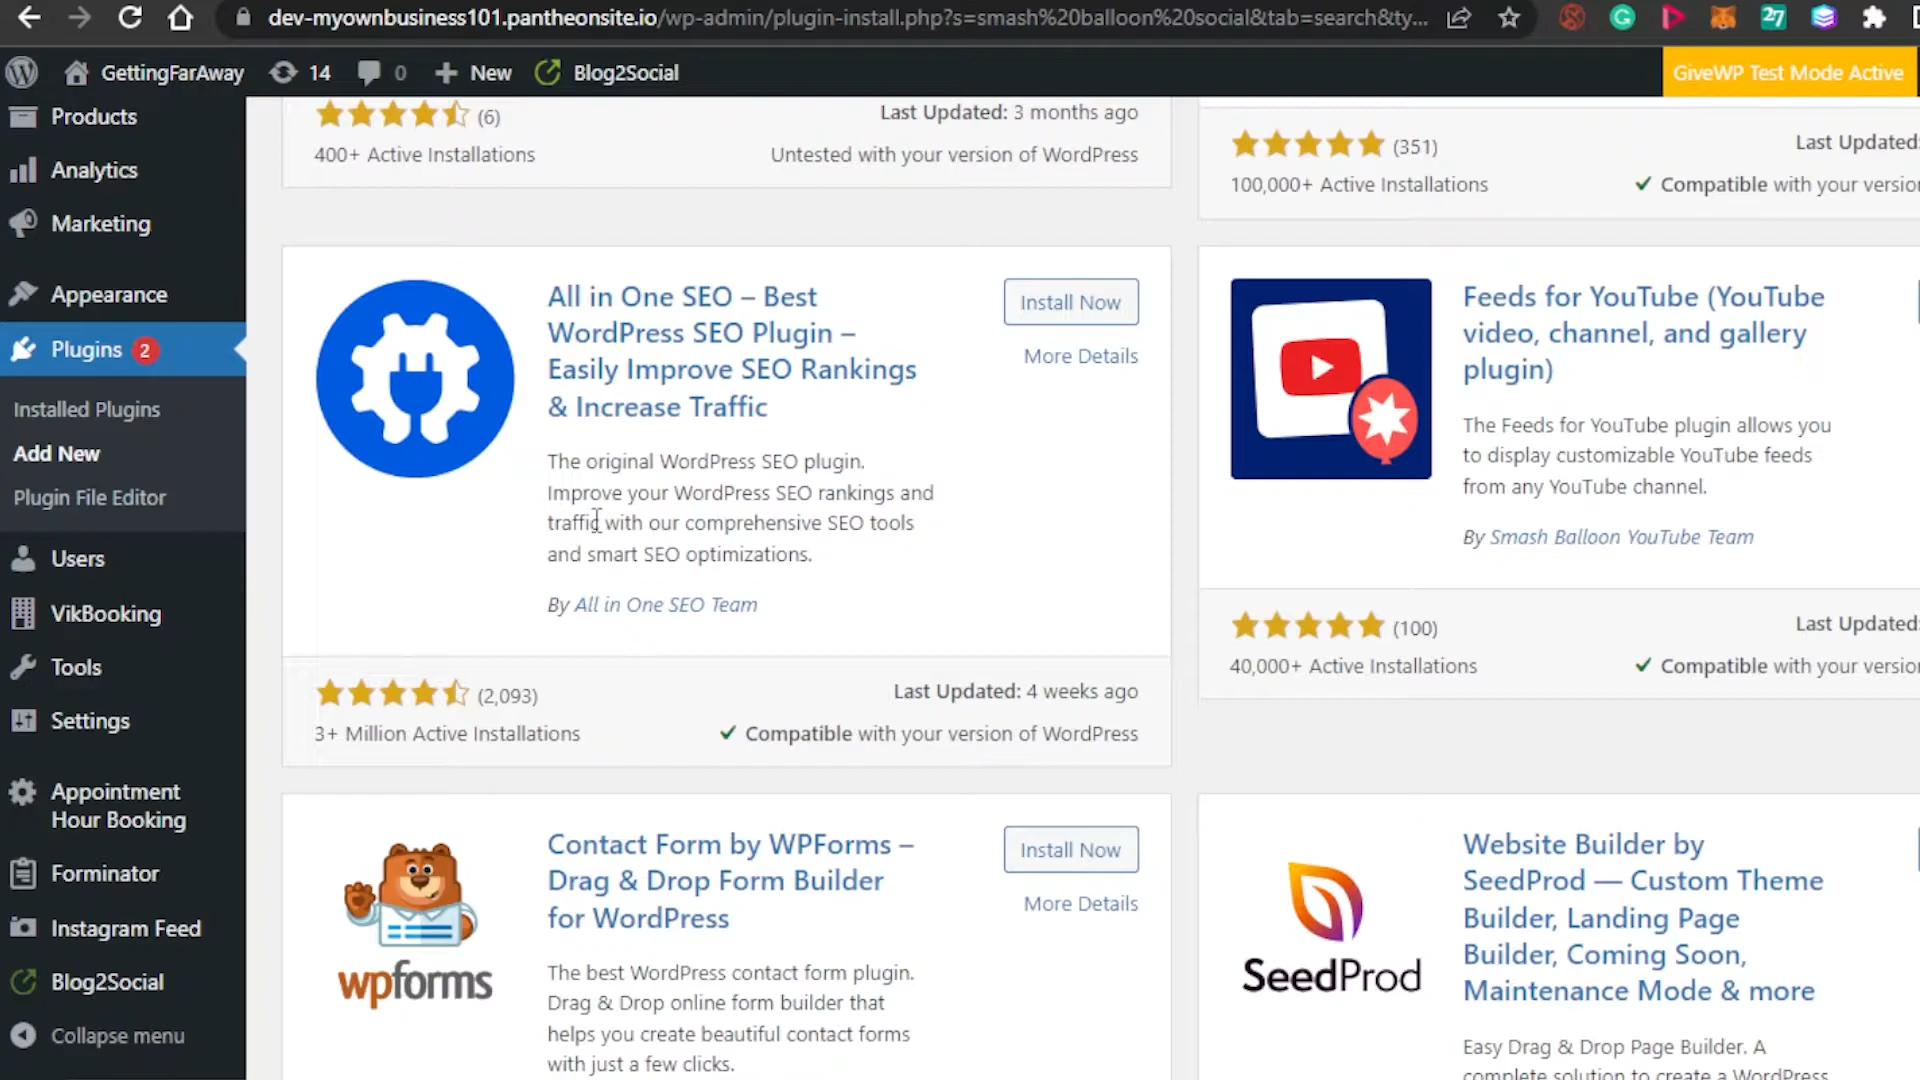 dev-myownbusiness101.pantheonsite.io/wp-admin/plugin-install.php?s=smash%20balloon%20social&tab=search&ty...
27
GettingFarAway
14
0
New
Blog2Social
GiveWP Test Mode Active
Products
Analytics
Marketing
Appearance
Plugins 2
Installed Plugins
Add New
Plugin File Editor
Users
VikBooking
Tools
Settings
Appointment
Hour Booking
Forminator
Instagram Feed
Blog2Social
Collapse menu
(6)
Last Updated: 3 months ago
400+ Active Installations
Untested with your version of WordPress
(351)
Last Updated:
100,000+ Active Installations
Compatible with your versio
All in One SEO – Best
WordPress SEO Plugin –
Easily Improve SEO Rankings
& Increase Traffic
Install Now
More Details
The original WordPress SEO plugin.
Improve your WordPress SEO rankings and
traffic with our comprehensive SEO tools
and smart SEO optimizations.
By All in One SEO Team
(2,093)
Last Updated: 4 weeks ago
3+ Million Active Installations
Compatible with your version of WordPress
Feeds for YouTube (YouTube
video, channel, and gallery
plugin)
The Feeds for YouTube plugin allows you
to display customizable YouTube feeds
from any YouTube channel.
By Smash Balloon YouTube Team
(100)
Last Updated:
40,000+ Active Installations
Compatible with your versio
wpforms
Contact Form by WPForms –
Drag & Drop Form Builder
for WordPress
Install Now
More Details
The best WordPress contact form plugin.
Drag & Drop online form builder that
helps you create beautiful contact forms
with just a few clicks.
SeedProd
Website Builder by
SeedProd — Custom Theme
Builder, Landing Page
Builder, Coming Soon,
Maintenance Mode & more
Easy Drag & Drop Page Builder. A
complete solution to create a WordPress